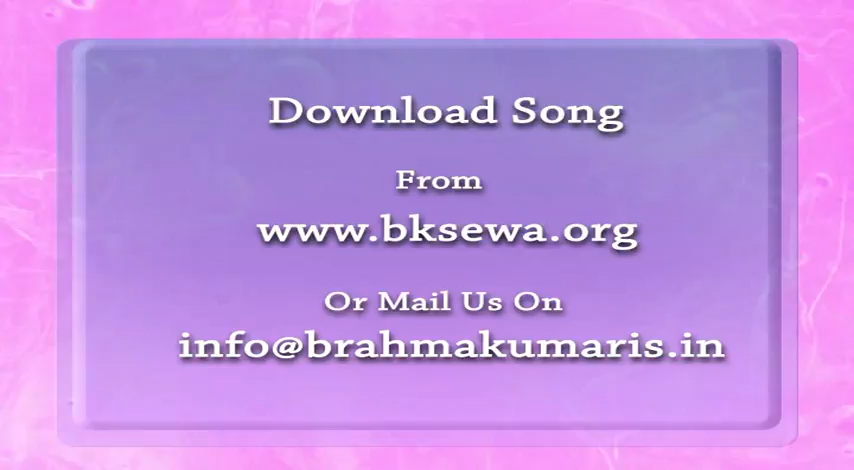 Download Song
From
www.bksewa.org
Or Mail Us On
info@brahmakumaris.in